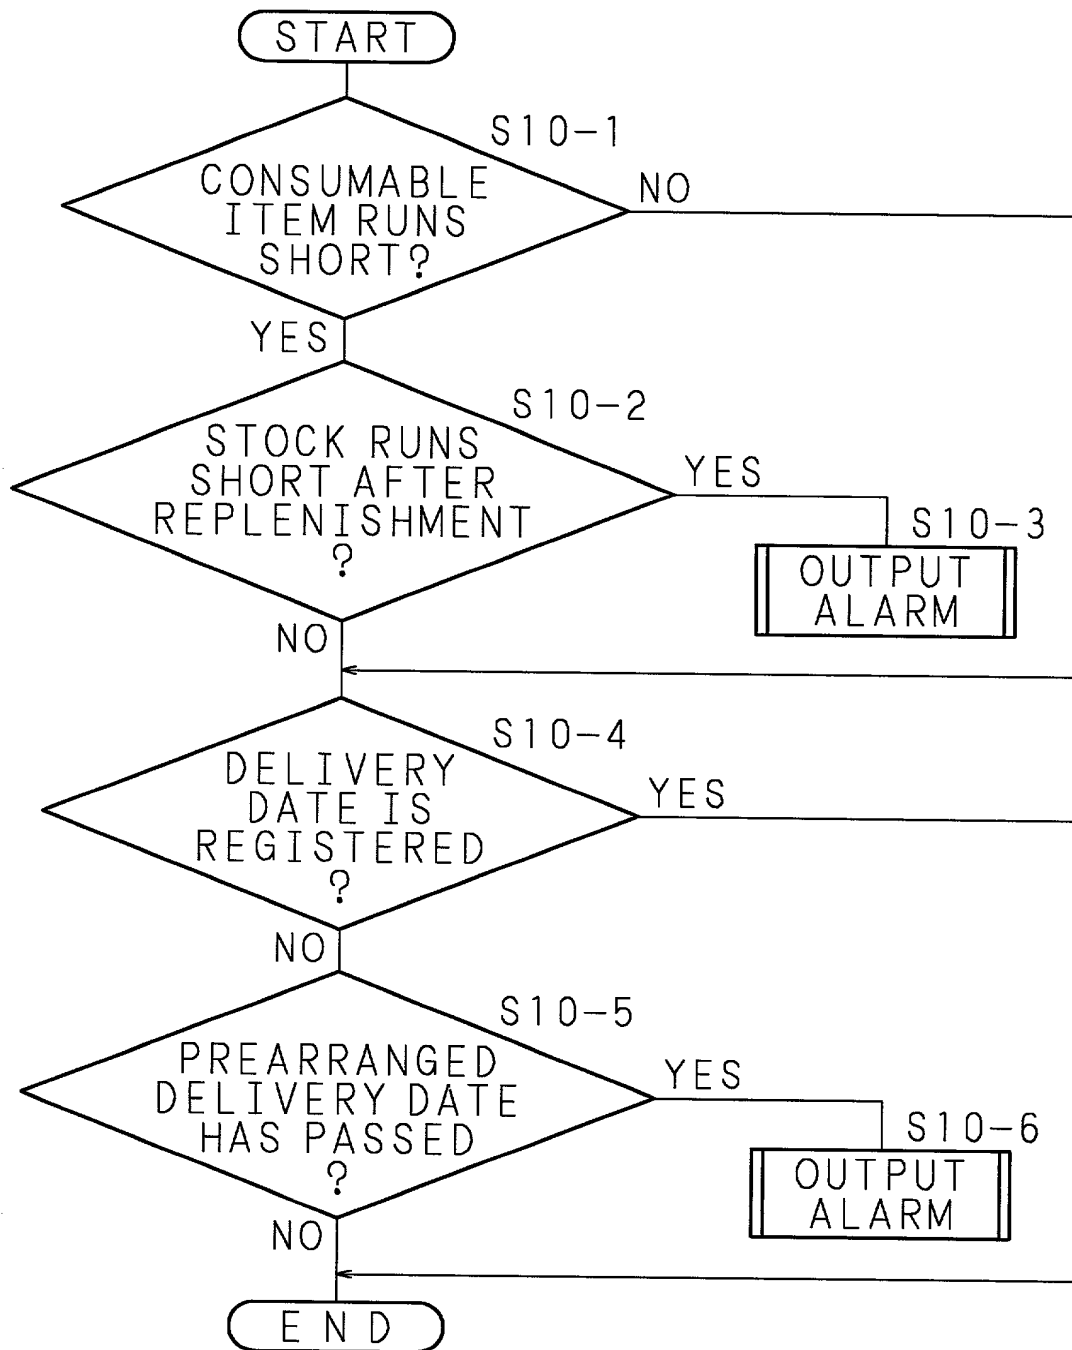 START
S10-1
CONSUMABLE
ITEM RUNS
SHORT?
NO
YES
S10-2
STOCK RUNS
SHORT AFTER
REPLENISHMENT
?
YES
S10-3
OUTPUT
ALARM
NO
S10-4
DELIVERY
DATE IS
REGISTERED
?
YES
NO
S10-5
PREARRANGED
DELIVERY DATE
HAS PASSED
?
YES
S10-6
OUTPUT
ALARM
NO
END